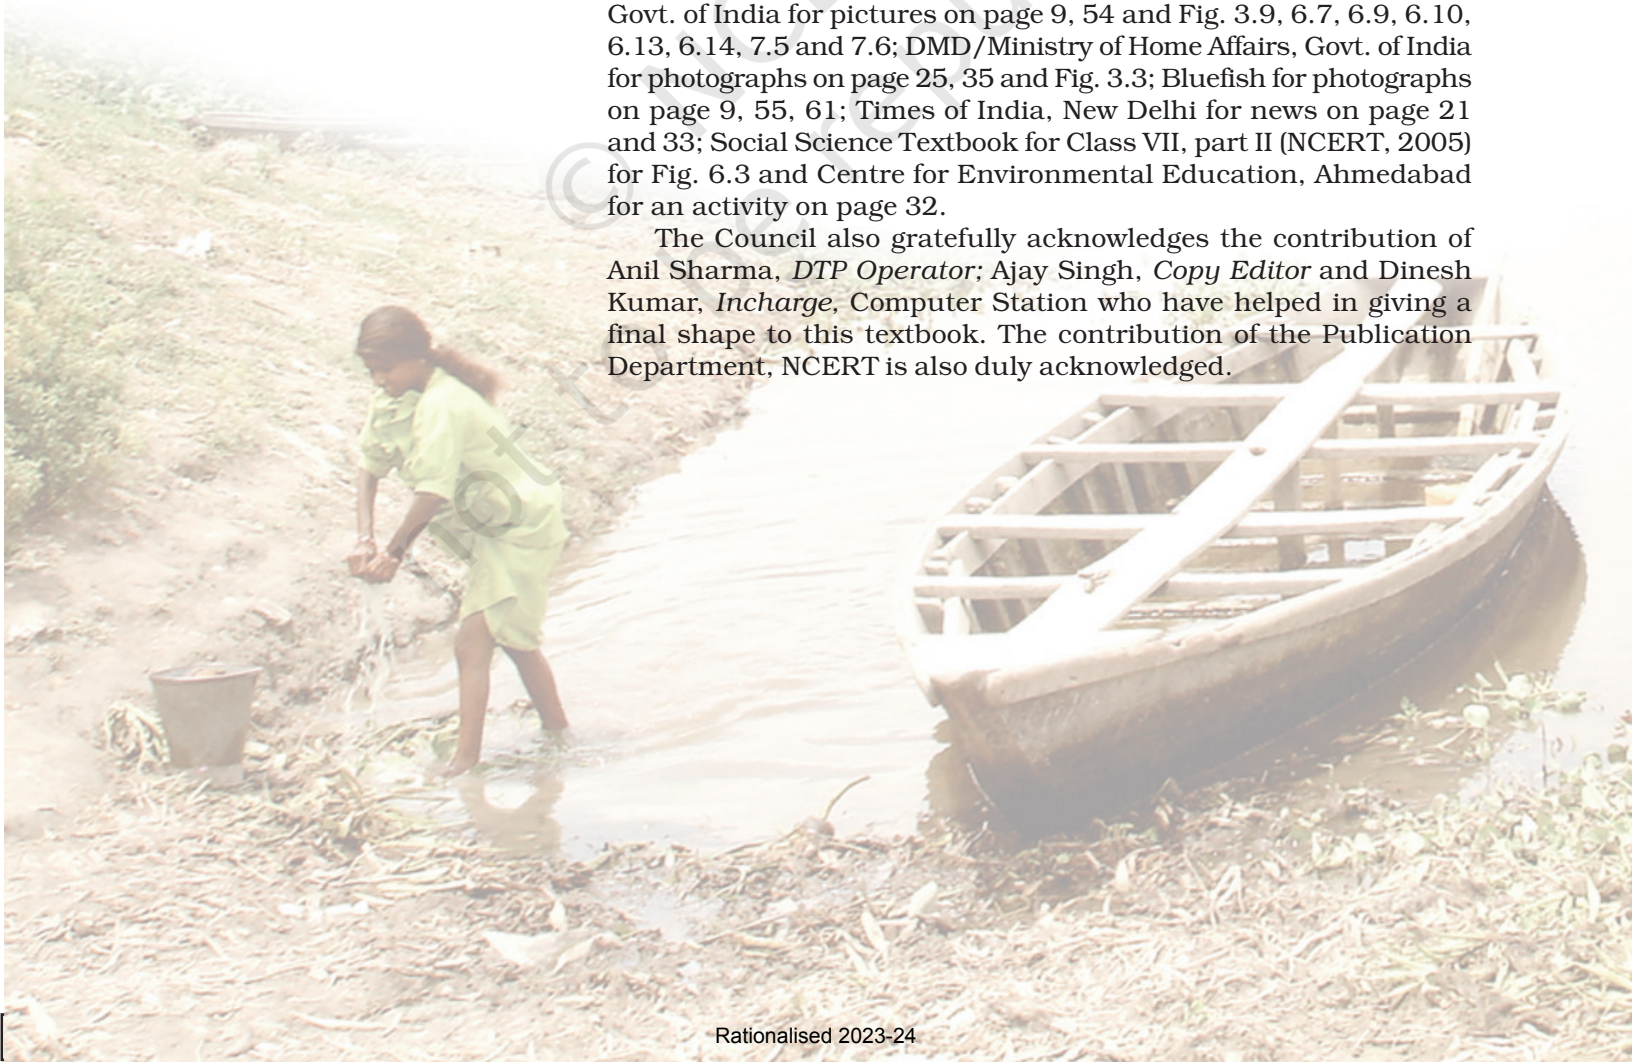 Govt. of India for pictures on page 9, 54 and Fig. 3.9, 6.7, 6.9, 6.10,
6.13, 6.14, 7.5 and 7.6; DMD/Ministry of Home Affairs, Govt. of India
for photographs on page 25, 35 and Fig. 3.3; Bluefish for photographs
on page 9, 55, 61; Times of India, New Delhi for news on page 21
and 33; Social Science Textbook for Class VII, part II (NCERT, 2005)
for Fig. 6.3 and Centre for Environmental Education, Ahmedabad
for an activity on page 32.
The Council also gratefully acknowledges the contribution of
Anil Sharma, DTP Operator; Ajay Singh, Copy Editor and Dinesh
Kumar, Incharge, Computer Station who have helped in giving a
final shape to this textbook. The contribution of the Publication
Department, NCERT is also duly acknowledged.
© NC
not to be repu
Rationalised 2023-24